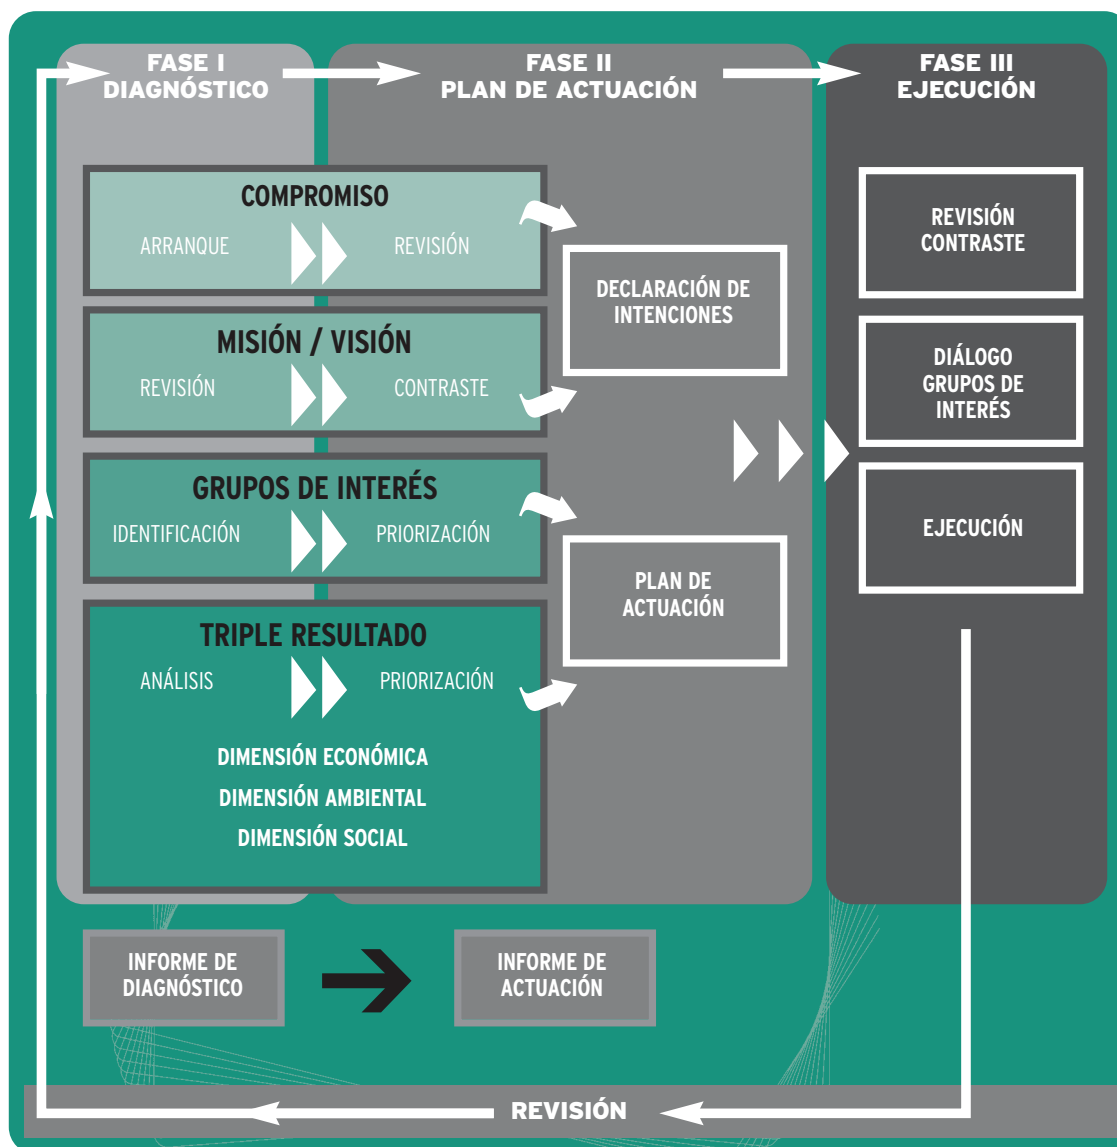 FASE I
DIAGNÓSTICO
FASE II
PLAN DE ACTUACIÓN
FASE III
EJECUCIÓN
COMPROMISO
ARRANQUE
REVISIÓN
MISIÓN / VISIÓN
REVISIÓN
CONTRASTE
GRUPOS DE INTERÉS
IDENTIFICACIÓN
PRIORIZACIÓN
TRIPLE RESULTADO
ANÁLISIS
PRIORIZACIÓN
DIMENSIÓN ECONÓMICA
DIMENSIÓN AMBIENTAL
DIMENSIÓN SOCIAL
DECLARACIÓN DE
INTENCIONES
PLAN DE
ACTUACIÓN
REVISIÓN
CONTRASTE
DIÁLOGO
GRUPOS DE
INTERÉS
EJECUCIÓN
INFORME DE
DIAGNÓSTICO
INFORME DE
ACTUACIÓN
REVISIÓN